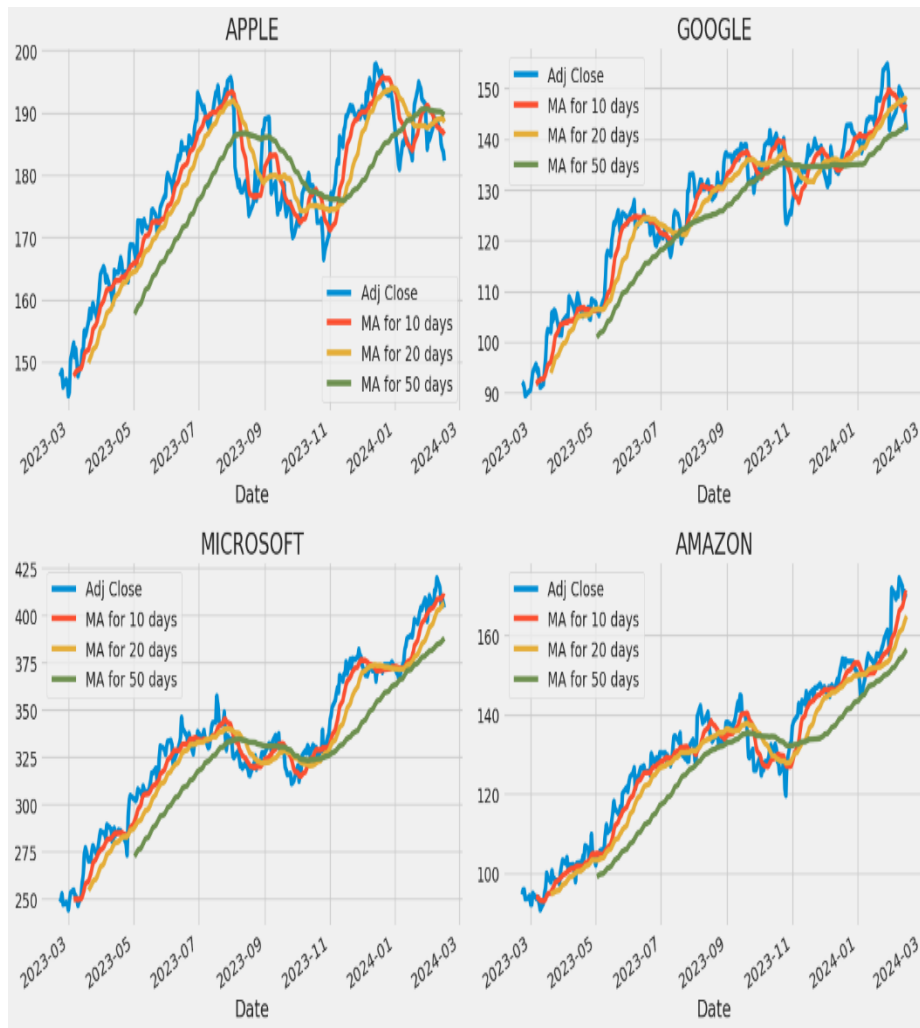 APPLE
200
190
180
170
160
150
Adj Close
MA for 10 days
MA for 20 days
MA for 50 days
2023-03
2023-05
2023-07
2023-09
2023-11
2024-01
2024-03
Date
GOOGLE
150
140
130
120
110
100
90
Adj Close
MA for 10 days
MA for 20 days
MA for 50 days
2023-03
2023-05
2023-07
2023-09
2023-11
2024-01
2024-03
Date
MICROSOFT
425
400
375
350
325
300
275
250
Adj Close
MA for 10 days
MA for 20 days
MA for 50 days
2023-03
2023-05
2023-07
2023-09
2023-11
2024-01
2024-03
Date
AMAZON
160
140
120
100
Adj Close
MA for 10 days
MA for 20 days
MA for 50 days
2023-03
2023-05
2023-07
2023-09
2023-11
2024-01
2024-03
Date